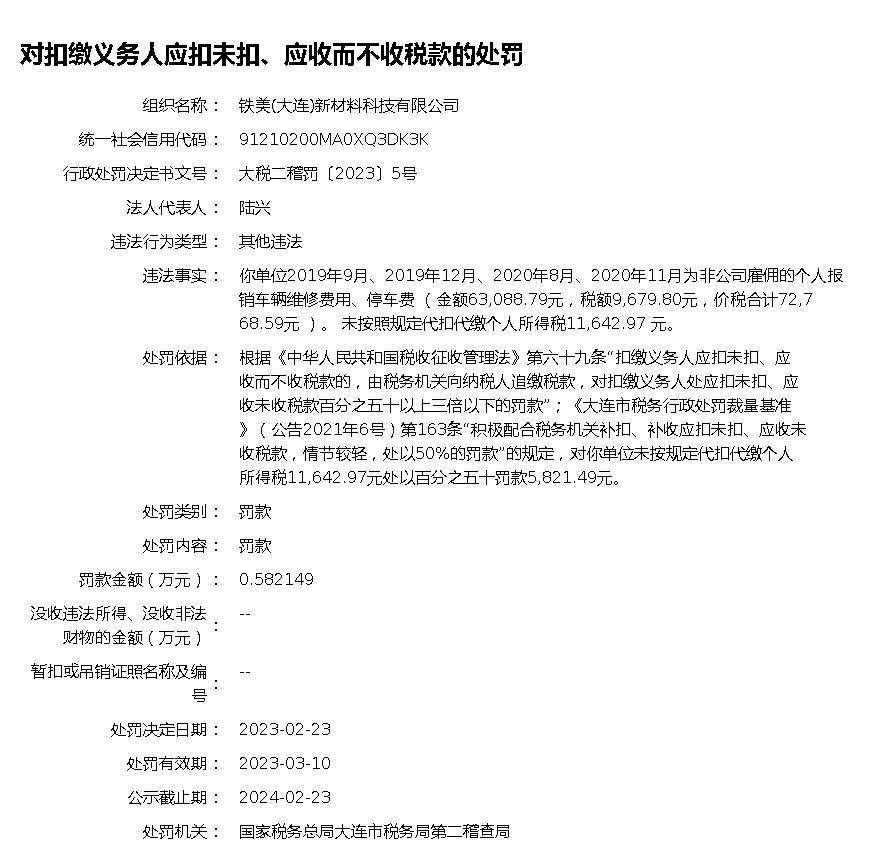 对扣缴义务人应扣未扣、应收而不收税款的处罚
组织名称： 铁美(大连)新材料科技有限公司
统一社会信用代码： 91210200MA0XQ3DK3K
行政处罚决定书文号： 大税二稽罚〔2023〕5号
法人代表人： 陆兴
违法行为类型： 其他违法
违法事实： 你单位2019年9月、2019年12月、2020年8月、2020年11月为非公司雇佣的个人报
销车辆维修费用、停车费（金额63,088.79元，税额9,679.80元，价税合计72,7
68.59元 ）。 未按照规定代扣代缴个人所得税11,642.97 元。
处罚依据： 根据《中华人民共和国税收征收管理法》第六十九条“扣缴义务人应扣未扣、应
收而不收税款的，由税务机关向纳税人追缴税款，对扣缴义务人处应扣未扣、应
收未收税款百分之五十以上三倍以下的罚款”；《大连市税务行政处罚裁量基准
》（公告2021年6号）第163条“积极配合税务机关补扣、补收应扣未扣、应收未
收税款，情节较轻，处以50%的罚款”的规定，对你单位未按规定代扣代缴个人
所得税11,642.97元处以百分之五十罚款5,821.49元。
处罚类别： 罚款
处罚内容： 罚款
罚款金额（万元）： 0.582149
没收违法所得、没收非法
财物的金额（万元）： --
暂扣或吊销证照名称及编
号： --
处罚决定日期： 2023-02-23
处罚有效期： 2023-03-10
公示截止期： 2024-02-23
处罚机关： 国家税务总局大连市税务局第二稽查局